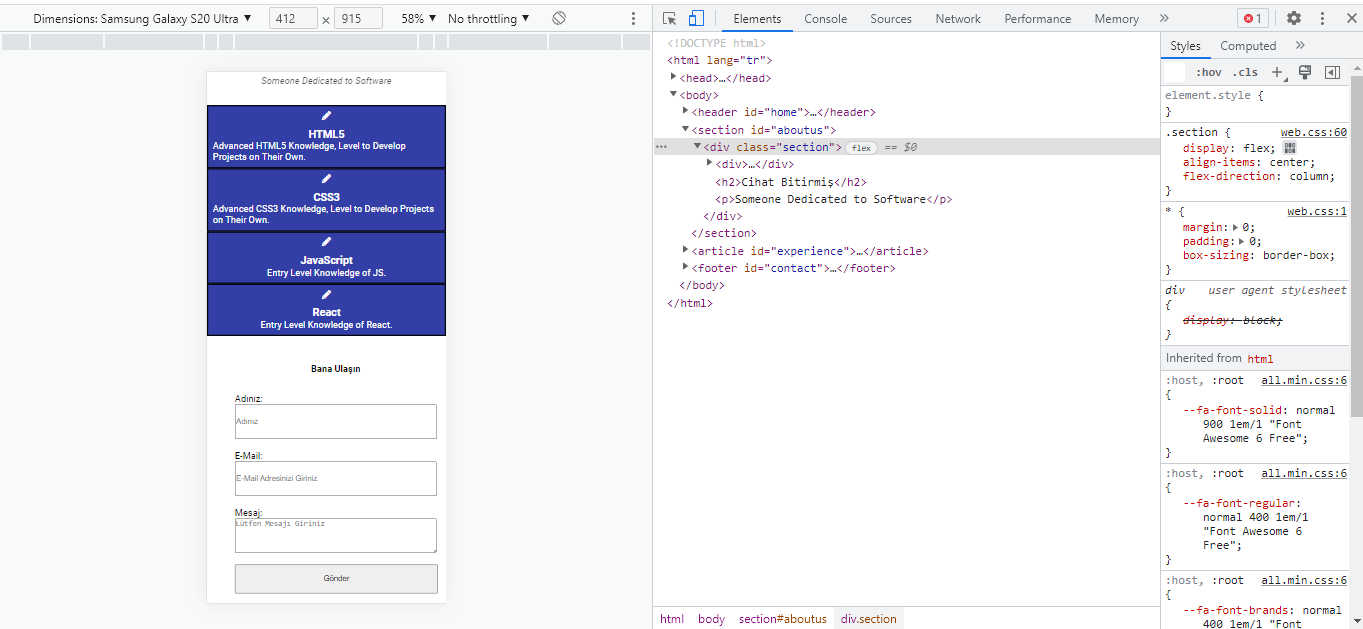 Dimensions: Samsung Galaxy S20 Ultra ▼ 412 × 915 58% ▼ No throttling ▼
Someone Dedicated to Software
HTML5
Advanced HTML5 Knowledge, Level to Develop
Projects on Their Own.
CSS3
Advanced CSS3 Knowledge, Level to Develop Projects
on Their Own.
JavaScript
Entry Level Knowledge of JS.
React
Entry Level Knowledge of React.
Bana Ulaşın
Adınız:
Adınız
E-Mail:
E-Mail Adresinizi Giriniz
Mesaj:
Lütfen Mesajı Giriniz
Gönder
Elements Console Sources Network Performance Memory » 1
<!DOCTYPE html>
<html lang="tr">
<head>…</head>
<body>
<header id="home">…</header>
<section id="aboutus">
<div class="section"> flex == $0
<div>…</div>
<h2>Cihat Bitirmiş</h2>
<p>Someone Dedicated to Software</p>
</div>
</section>
<article id="experience">…</article>
<footer id="contact">…</footer>
</body>
</html>
html body section#aboutus div.section
Styles Computed »
:hov .cls +
element.style {
}
.section { web.css:60
display: flex;
align-items: center;
flex-direction: column;
}
* { web.css:1
margin: 0;
padding: 0;
box-sizing: border-box;
}
div user agent stylesheet
{
display: block;
}
Inherited from html
:host, :root all.min.css:6
{
--fa-font-solid: normal
900 1em/1 "Font
Awesome 6 Free";
}
:host, :root all.min.css:6
{
--fa-font-regular:
normal 400 1em/1
"Font Awesome 6
Free";
}
:host, :root all.min.css:6
{
--fa-font-brands: normal
400 1em/1 "Font